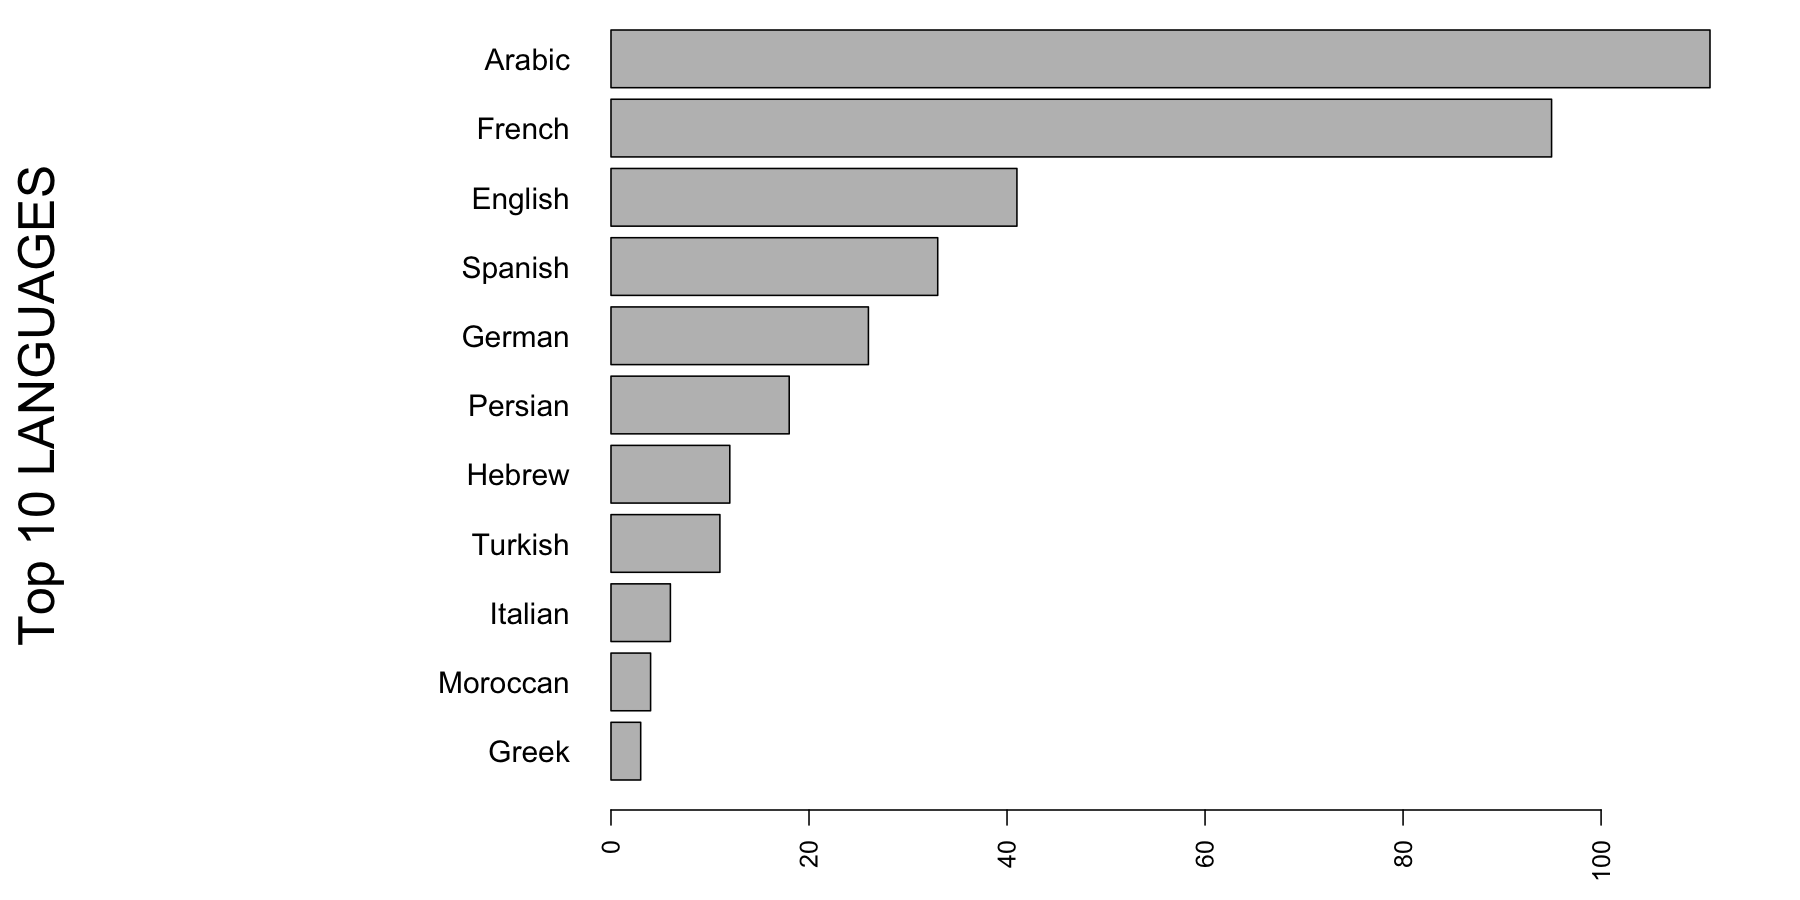 Top 10 LANGUAGES
Arabic
French
English
Spanish
German
Persian
Hebrew
Turkish
Italian
Moroccan
Greek
0 20 40 60 80 100